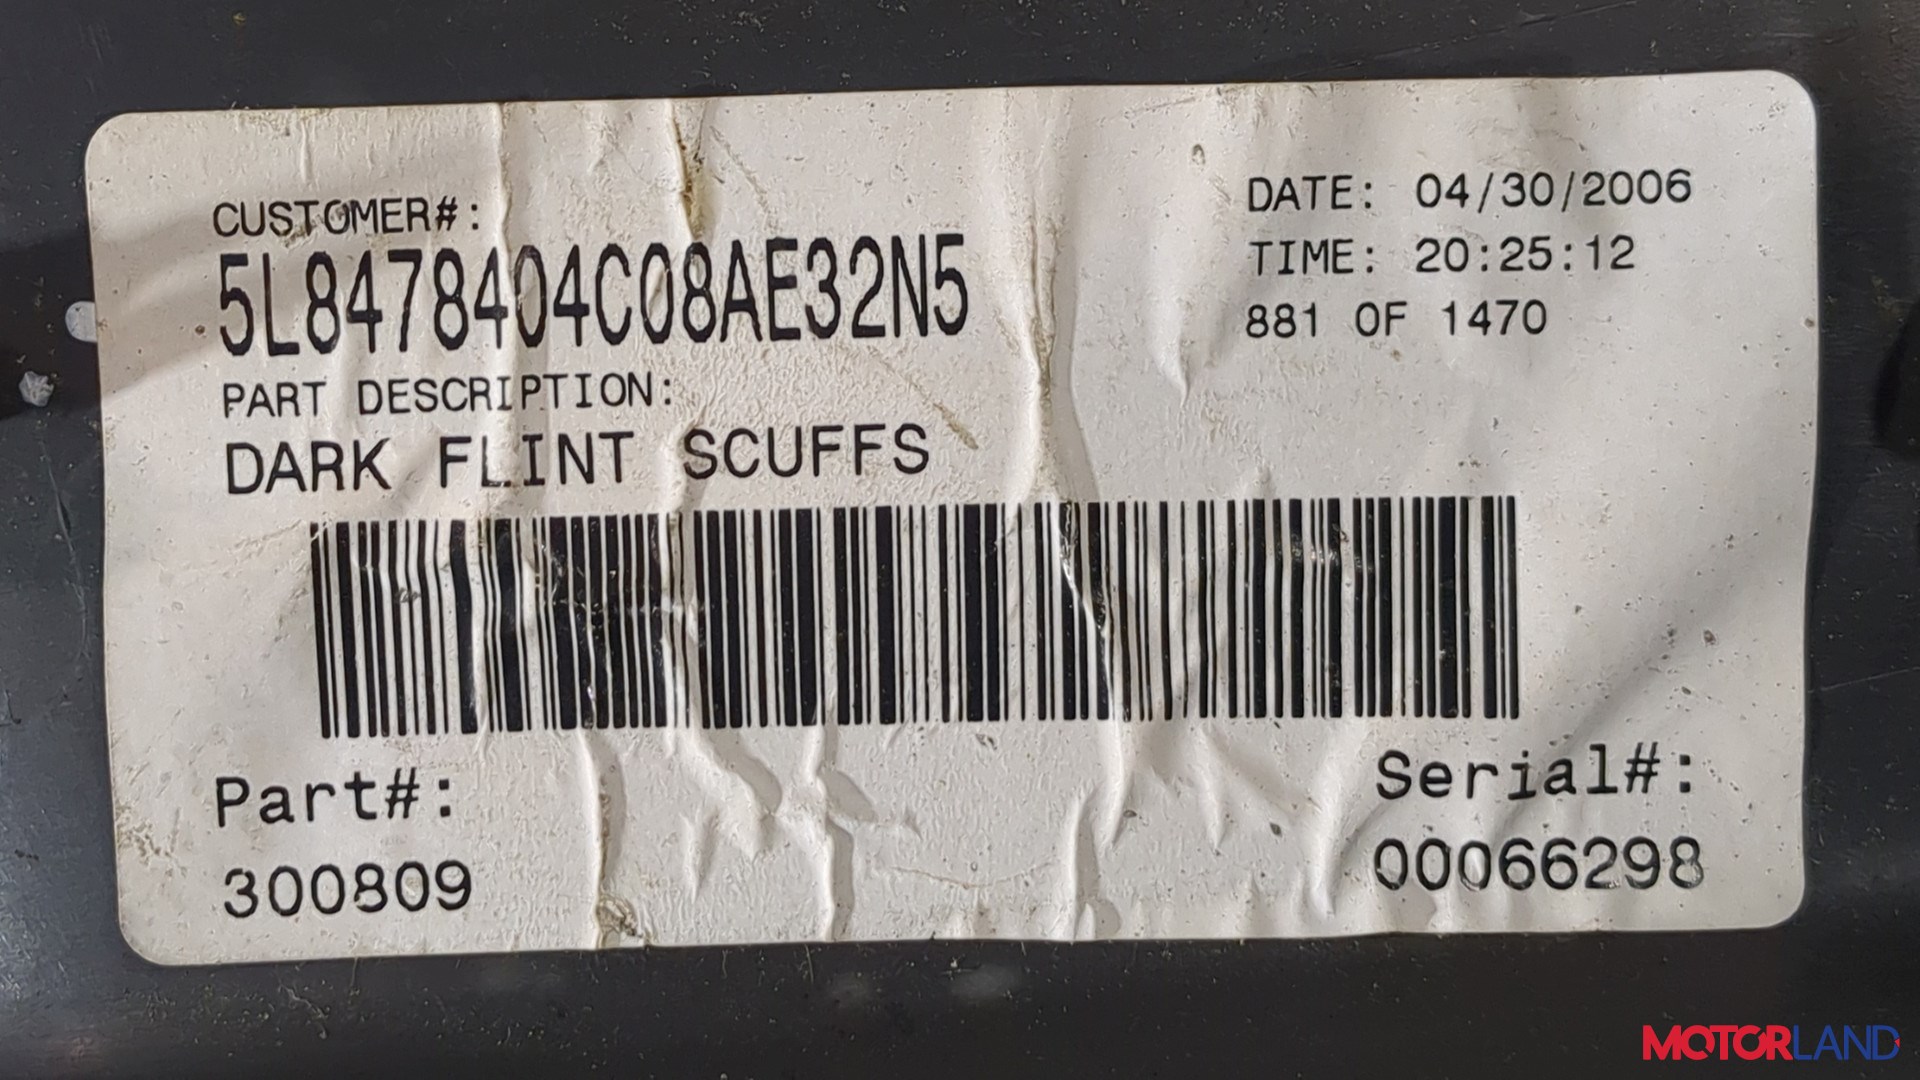 CUSTOMER#:
5L8478404C08AE32N5
PART DESCRIPTION:
DARK FLINT SCUFFS
DATE: 04/30/2006
TIME: 20:25:12
881 OF 1470
Part#:
300809
Serial#:
00066298
MOTORLAND